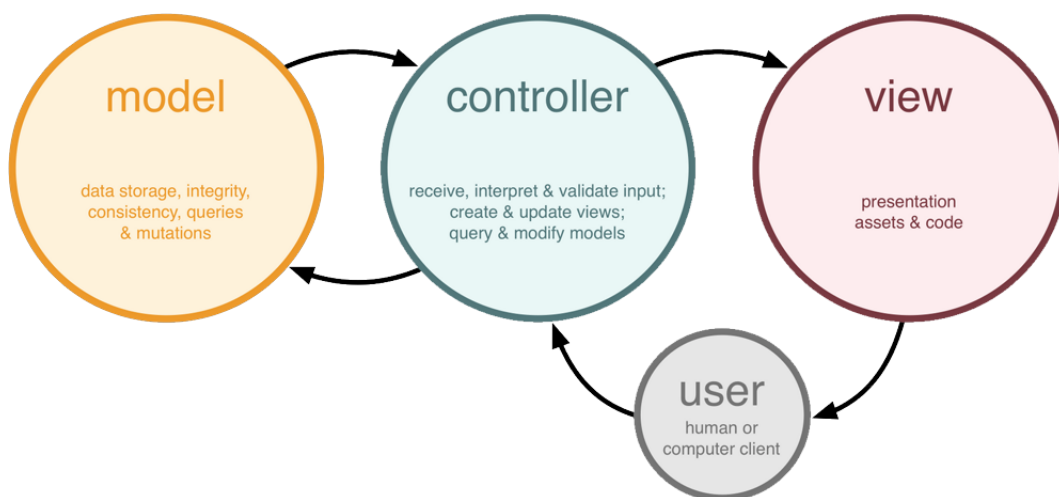 model
data storage, integrity,
consistency, queries
& mutations
controller
receive, interpret & validate input;
create & update views;
query & modify models
view
presentation
assets & code
user
human or
computer client